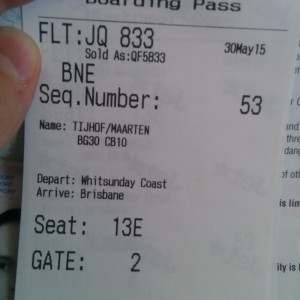 Boarding Pass
FLT:JQ 833 30May15
Sold As:QF5833
BNE
Seq.Number: 53
Name: TIJHOF/MAARTEN
BG30 CB10
Depart: Whitsunday Coast
Arrive: Brisbane
Seat: 13E
GATE: 2